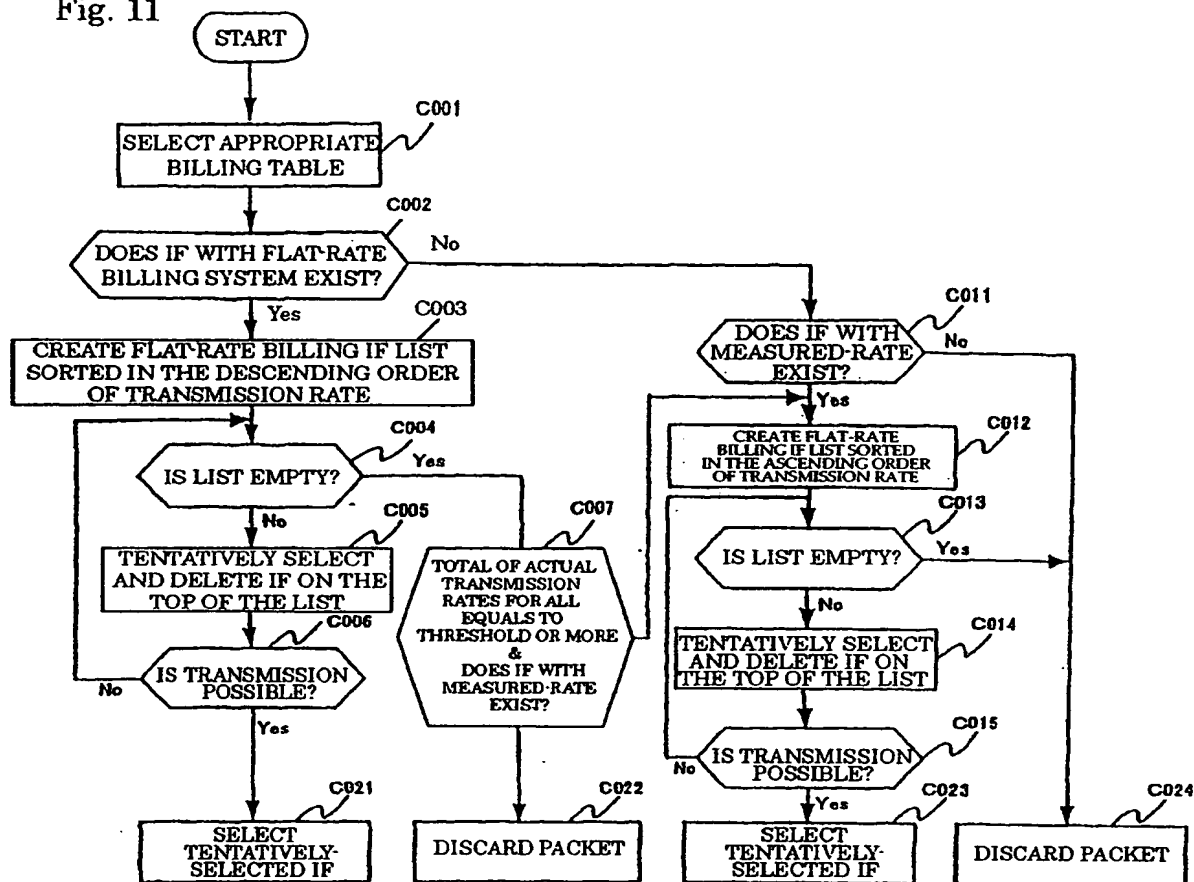 Fig. 11
START
C001
SELECT APPROPRIATE
BILLING TABLE
C002
DOES IF WITH FLAT-RATE
BILLING SYSTEM EXIST?
No
Yes
C003
CREATE FLAT-RATE BILLING IF LIST
SORTED IN THE DESCENDING ORDER
OF TRANSMISSION RATE
C004
IS LIST EMPTY?
Yes
No
C005
TENTATIVELY SELECT
AND DELETE IF ON THE
TOP OF THE LIST
C006
IS TRANSMISSION
POSSIBLE?
No
Yes
C007
TOTAL OF ACTUAL
TRANSMISSION
RATES FOR ALL
EQUALS TO
THRESHOLD OR MORE
&
DOES IF WITH
MEASURED-RATE
EXIST?
C011
DOES IF WITH
MEASURED-RATE
EXIST?
No
Yes
C012
CREATE FLAT-RATE
BILLING IF LIST SORTED
IN THE ASCENDING ORDER
OF TRANSMISSION RATE
C013
IS LIST EMPTY?
Yes
No
C014
TENTATIVELY SELECT
AND DELETE IF ON
THE TOP OF THE LIST
C015
IS TRANSMISSION
POSSIBLE?
No
Yes
C021
SELECT
TENTATIVELY-
SELECTED IF
C022
DISCARD PACKET
C023
SELECT
TENTATIVELY-
SELECTED IF
C024
DISCARD PACKET